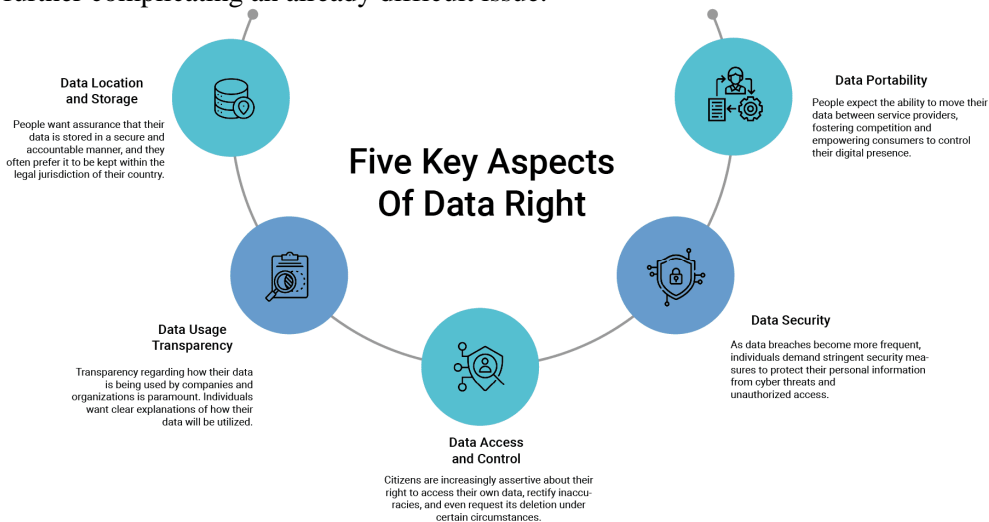 further complicating an already difficult issue.
Five Key Aspects
Of Data Right
Data Location
and Storage
People want assurance that their
data is stored in a secure and
accountable manner, and they
often prefer it to be kept within the
legal jurisdiction of their country.
Data Usage
Transparency
Transparency regarding how their data
is being used by companies and
organizations is paramount. Individuals
want clear explanations of how their
data will be utilized.
Data Access
and Control
Citizens are increasingly assertive about their
right to access their own data, rectify inaccu-
racies, and even request its deletion under
certain circumstances.
Data Security
As data breaches become more frequent,
individuals demand stringent security mea-
sures to protect their personal information
from cyber threats and
unauthorized access.
Data Portability
People expect the ability to move their
data between service providers,
fostering competition and
empowering consumers to control
their digital presence.